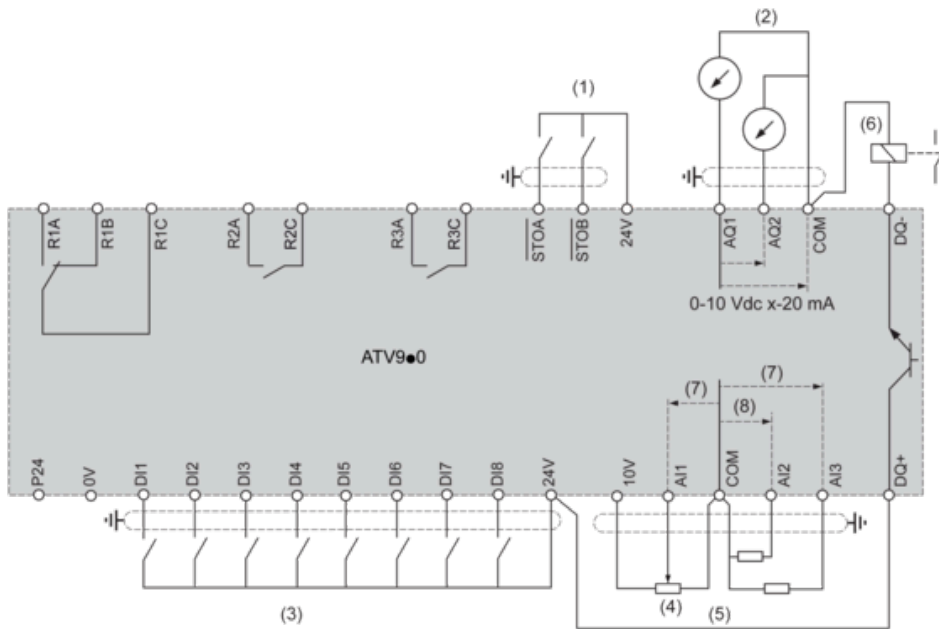 (2)
(1)
(6)
R1A
R1B
R1C
R2A
R2C
R3A
R3C
STOA
STOB
24V
AQ1
AQ2
COM
DQ-
0-10 Vdc x-20 mA
ATV9●0
(7)
(7)
(8)
P24
0V
DI1
DI2
DI3
DI4
DI5
DI6
DI7
DI8
24V
10V
AI1
COM
AI2
AI3
DQ+
(3)
(4)
(5)